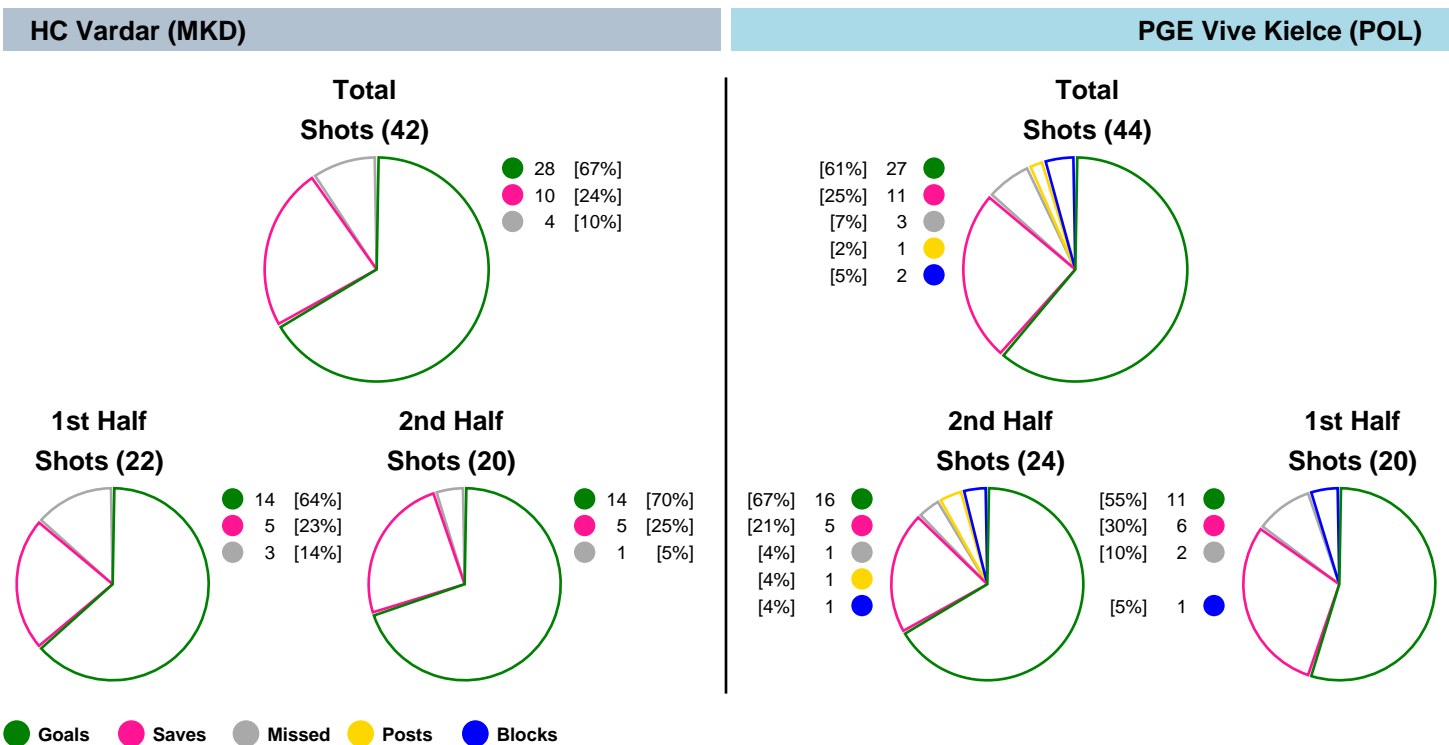 HC Vardar (MKD)
PGE Vive Kielce (POL)
Total
Shots (42)
28 [67%]
10 [24%]
4 [10%]
Total
Shots (44)
[61%] 27
[25%] 11
[7%] 3
[2%] 1
[5%] 2
1st Half
Shots (22)
14 [64%]
5 [23%]
3 [14%]
2nd Half
Shots (20)
14 [70%]
5 [25%]
1 [5%]
2nd Half
Shots (24)
[67%] 16
[21%] 5
[4%] 1
[4%] 1
[4%] 1
1st Half
Shots (20)
[55%] 11
[30%] 6
[10%] 2
[5%] 1
Goals Saves Missed Posts Blocks